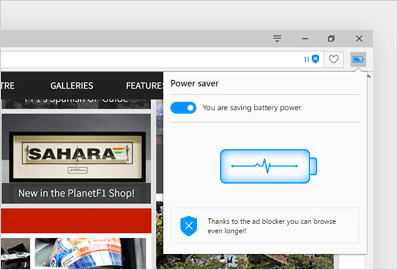 11
TRE GALLERIES FEATURES
F1's Spanish GP Guide
SAHARA
New in the PlanetF1 Shop!
Power saver
You are saving battery power
Thanks to the ad blocker you can browse
even longer!